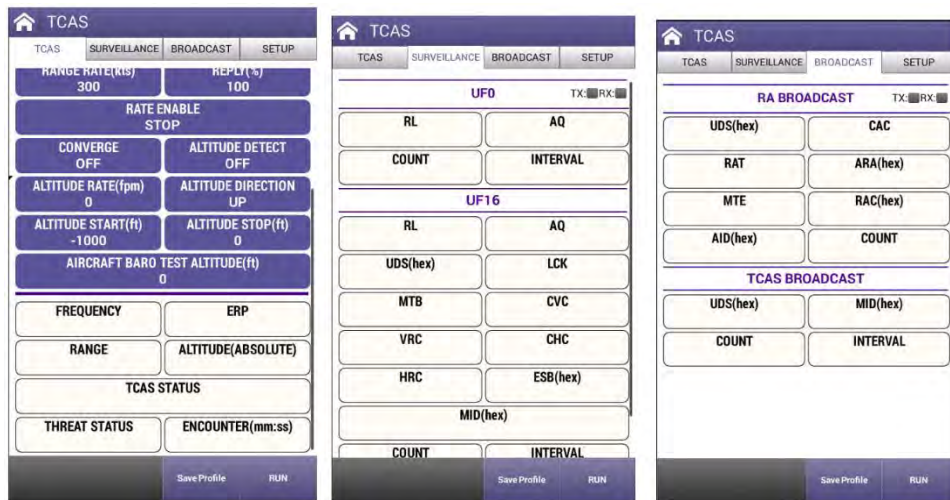 TCAS
TCAS SURVEILLANCE BROADCAST SETUP
RANGE RATE(kts) REPLY(%)
300 100
RATE ENABLE
STOP
CONVERGE ALTITUDE DETECT
OFF OFF
ALTITUDE RATE(fpm) ALTITUDE DIRECTION
0 UP
ALTITUDE START(ft) ALTITUDE STOP(ft)
-1000 0
AIRCRAFT BARO TEST ALTITUDE(ft)
0
FREQUENCY ERP
RANGE ALTITUDE(ABSOLUTE)
TCAS STATUS
THREAT STATUS ENCOUNTER(mm:ss)
Save Profile RUN
TCAS
TCAS SURVEILLANCE BROADCAST SETUP
UF0 TX: RX:
RL AQ
COUNT INTERVAL
UF16
RL AQ
UDS(hex) LCK
MTB CVC
VRC CHC
HRC ESB(hex)
MID(hex)
COUNT INTERVAL
Save Profile RUN
TCAS
TCAS SURVEILLANCE BROADCAST SETUP
RA BROADCAST TX: RX:
UDS(hex) CAC
RAT ARA(hex)
MTE RAC(hex)
AID(hex) COUNT
TCAS BROADCAST
UDS(hex) MID(hex)
COUNT INTERVAL
Save Profile RUN